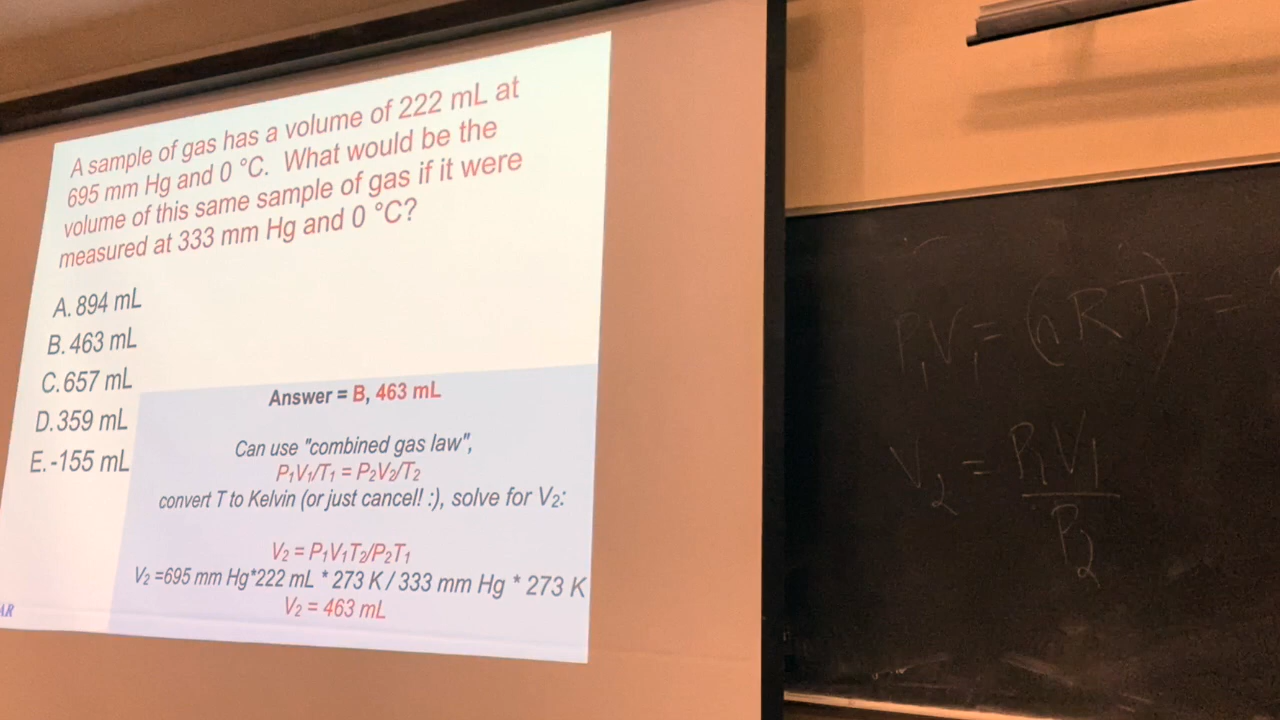 A sample of gas has a volume of 222 mL at
695 mm Hg and 0 °C. What would be the
volume of this same sample of gas if it were
measured at 333 mm Hg and 0 °C?
A. 894 mL
B. 463 mL
C. 657 mL
D. 359 mL
E. -155 mL
Answer = B, 463 mL
Can use "combined gas law",
P₁V₁/T₁ = P₂V₂/T₂
convert T to Kelvin (or just cancel! :), solve for V₂:
V₂ = P₁V₁T₂/P₂T₁
V₂ =695 mm Hg*222 mL * 273 K / 333 mm Hg * 273 K
V₂ = 463 mL
AR
P₁V₁ = (nRT) =
V₂ = P₁V₁
P₂